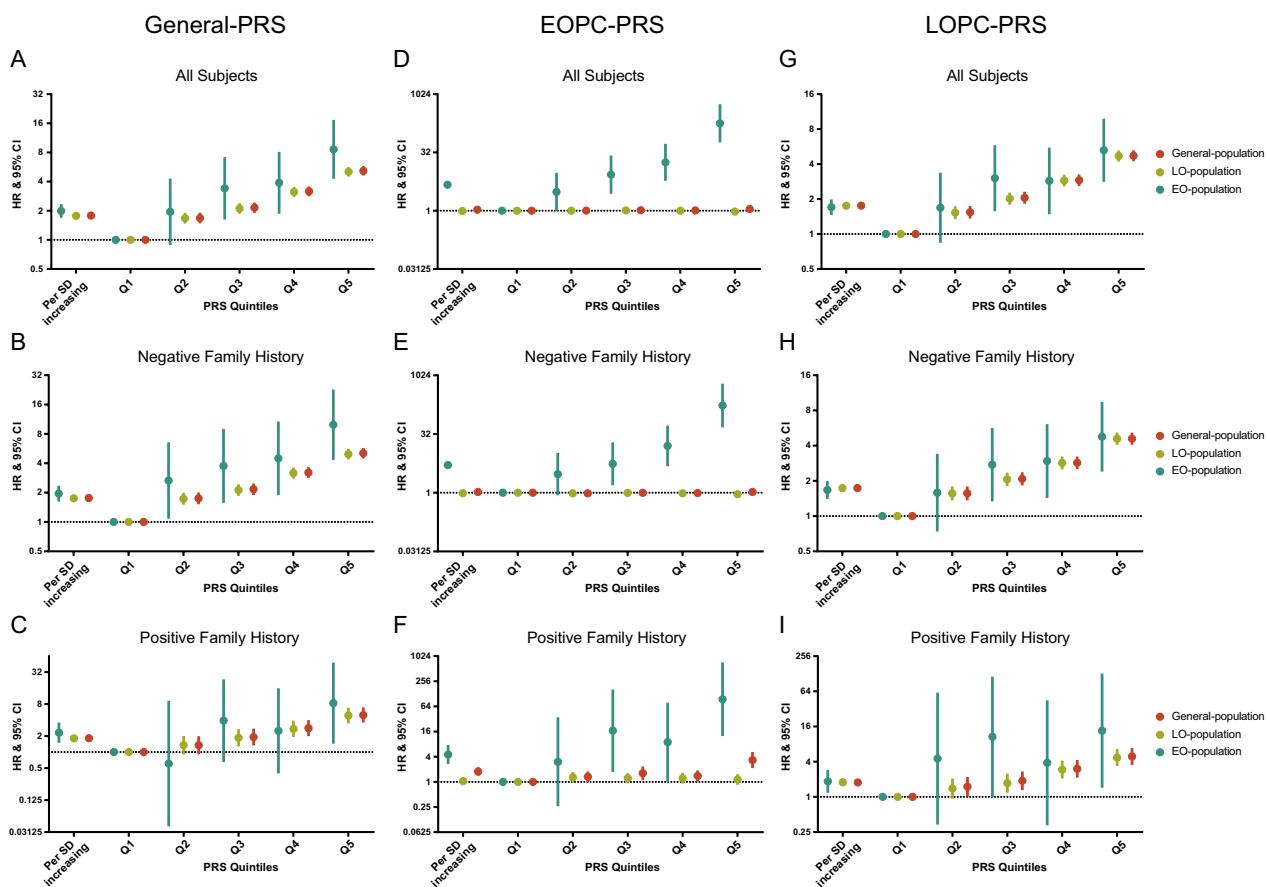 General-PRS
EOPC-PRS
LOPC-PRS
A
All Subjects
HR & 95% CI
32
16
8
4
2
1
0.5
Per SD
increasing
Q1
Q2
Q3
Q4
Q5
PRS Quintiles
D
All Subjects
HR & 95% CI
1024
32
1
0.03125
Per SD
increasing
Q1
Q2
Q3
Q4
Q5
PRS Quintiles
G
All Subjects
HR & 95% CI
16
8
4
2
1
0.5
Per SD
increasing
Q1
Q2
Q3
Q4
Q5
PRS Quintiles
General-population
LO-population
EO-population
B
Negative Family History
HR & 95% CI
32
16
8
4
2
1
0.5
Per SD
increasing
Q1
Q2
Q3
Q4
Q5
PRS Quintiles
E
Negative Family History
HR & 95% CI
1024
32
1
0.03125
Per SD
increasing
Q1
Q2
Q3
Q4
Q5
PRS Quintiles
H
Negative Family History
HR & 95% CI
16
8
4
2
1
0.5
Per SD
increasing
Q1
Q2
Q3
Q4
Q5
PRS Quintiles
General-population
LO-population
EO-population
C
Positive Family History
HR & 95% CI
32
8
2
0.5
0.125
0.03125
Per SD
increasing
Q1
Q2
Q3
Q4
Q5
PRS Quintiles
F
Positive Family History
HR & 95% CI
1024
256
64
16
4
1
0.25
0.0625
Per SD
increasing
Q1
Q2
Q3
Q4
Q5
PRS Quintiles
I
Positive Family History
HR & 95% CI
256
64
16
4
1
0.25
Per SD
increasing
Q1
Q2
Q3
Q4
Q5
PRS Quintiles
General-population
LO-population
EO-population